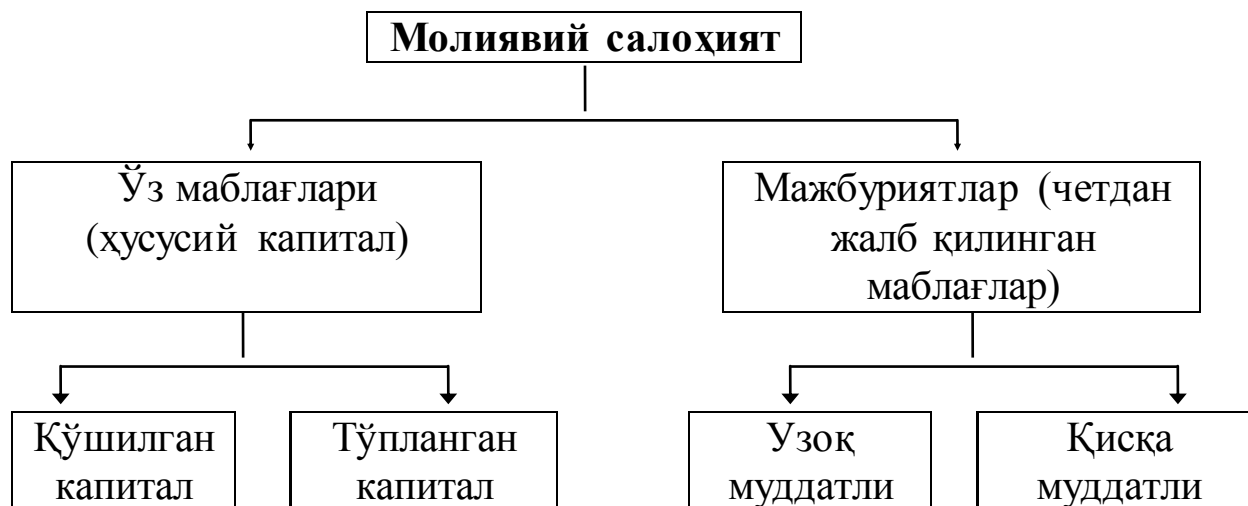 Молиявий салоҳият
Ўз маблағлари
(ҳусусий капитал)
Мажбуриятлар (четдан
жалб қилинган
маблағлар)
Қўшилган
капитал
Тўпланган
капитал
Узоқ
муддатли
Қисқа
муддатли